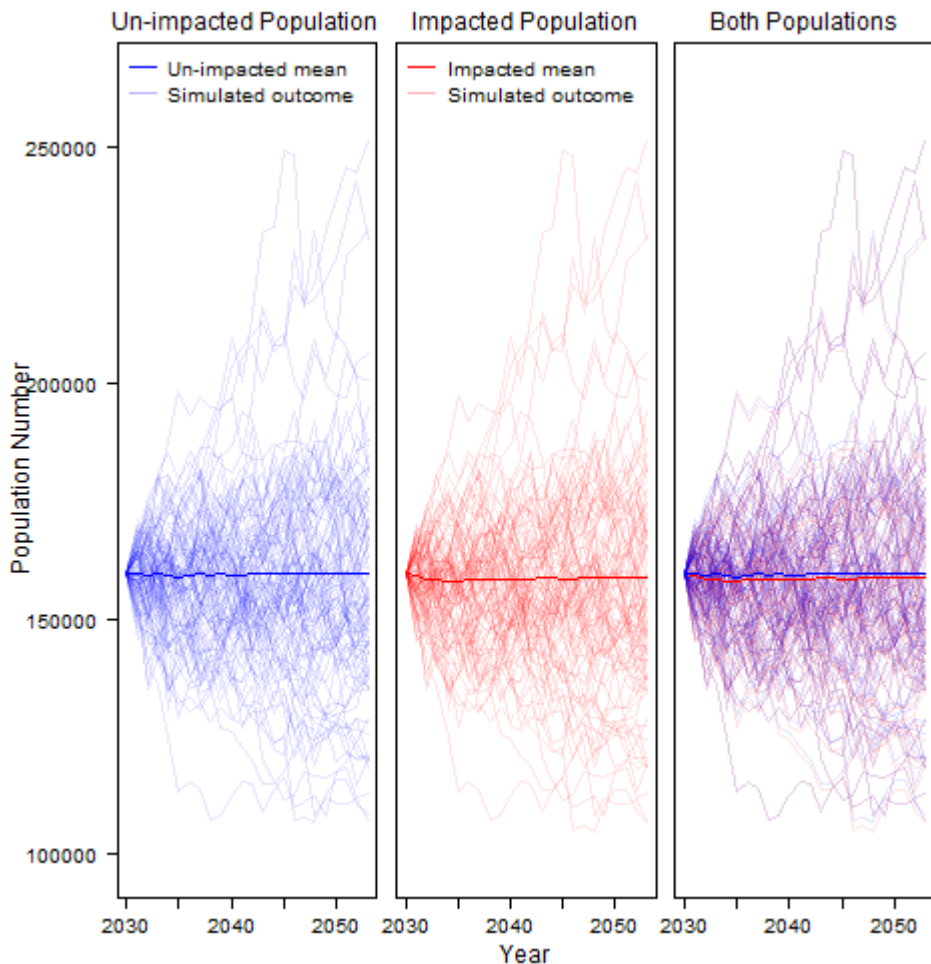 Un-impacted Population
Impacted Population
Both Populations
Un-impacted mean
Simulated outcome
Impacted mean
Simulated outcome
Population Number
250000
200000
150000
100000
2030
2040
2050
2030
2040
2050
2030
2040
2050
Year